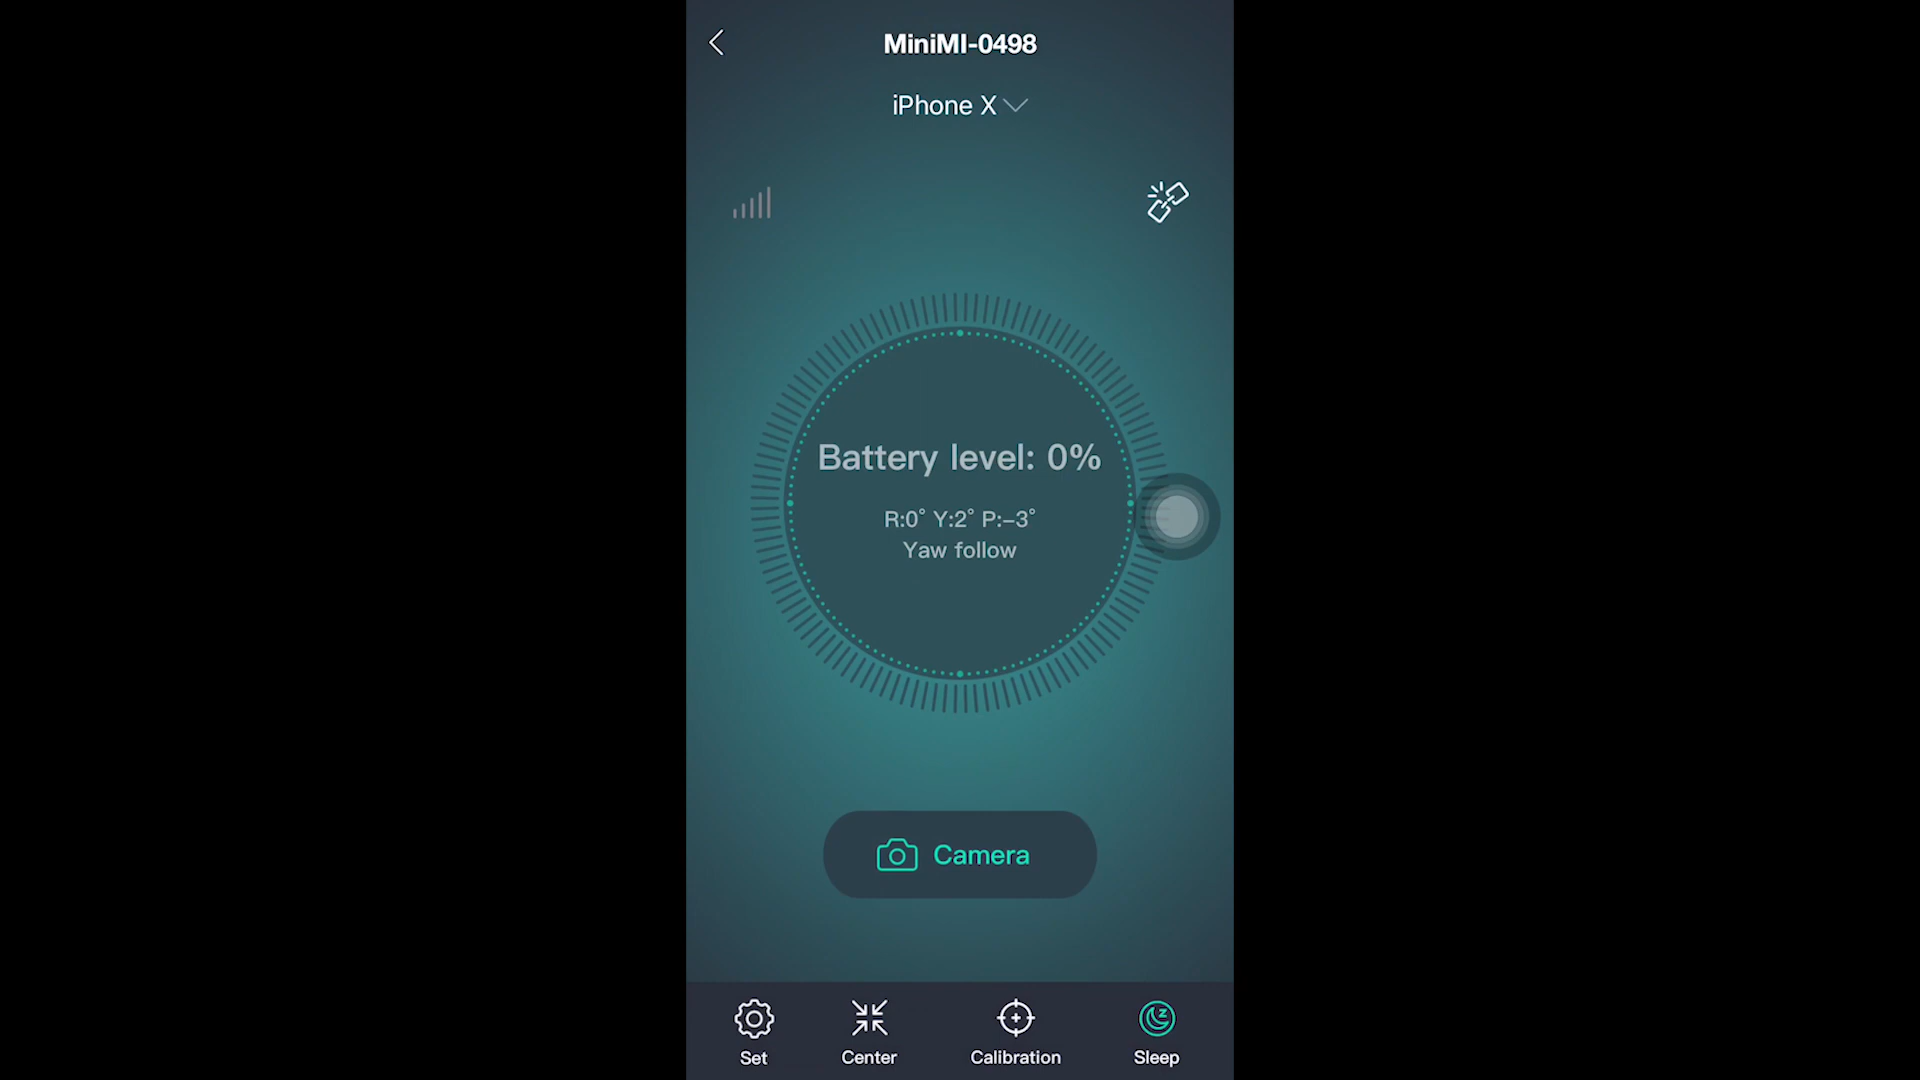 MiniMI-0498
iPhone X
Battery level: 0%
R:0° Y:2° P:-3°
Yaw follow
Camera
Set
Center
Calibration
Sleep